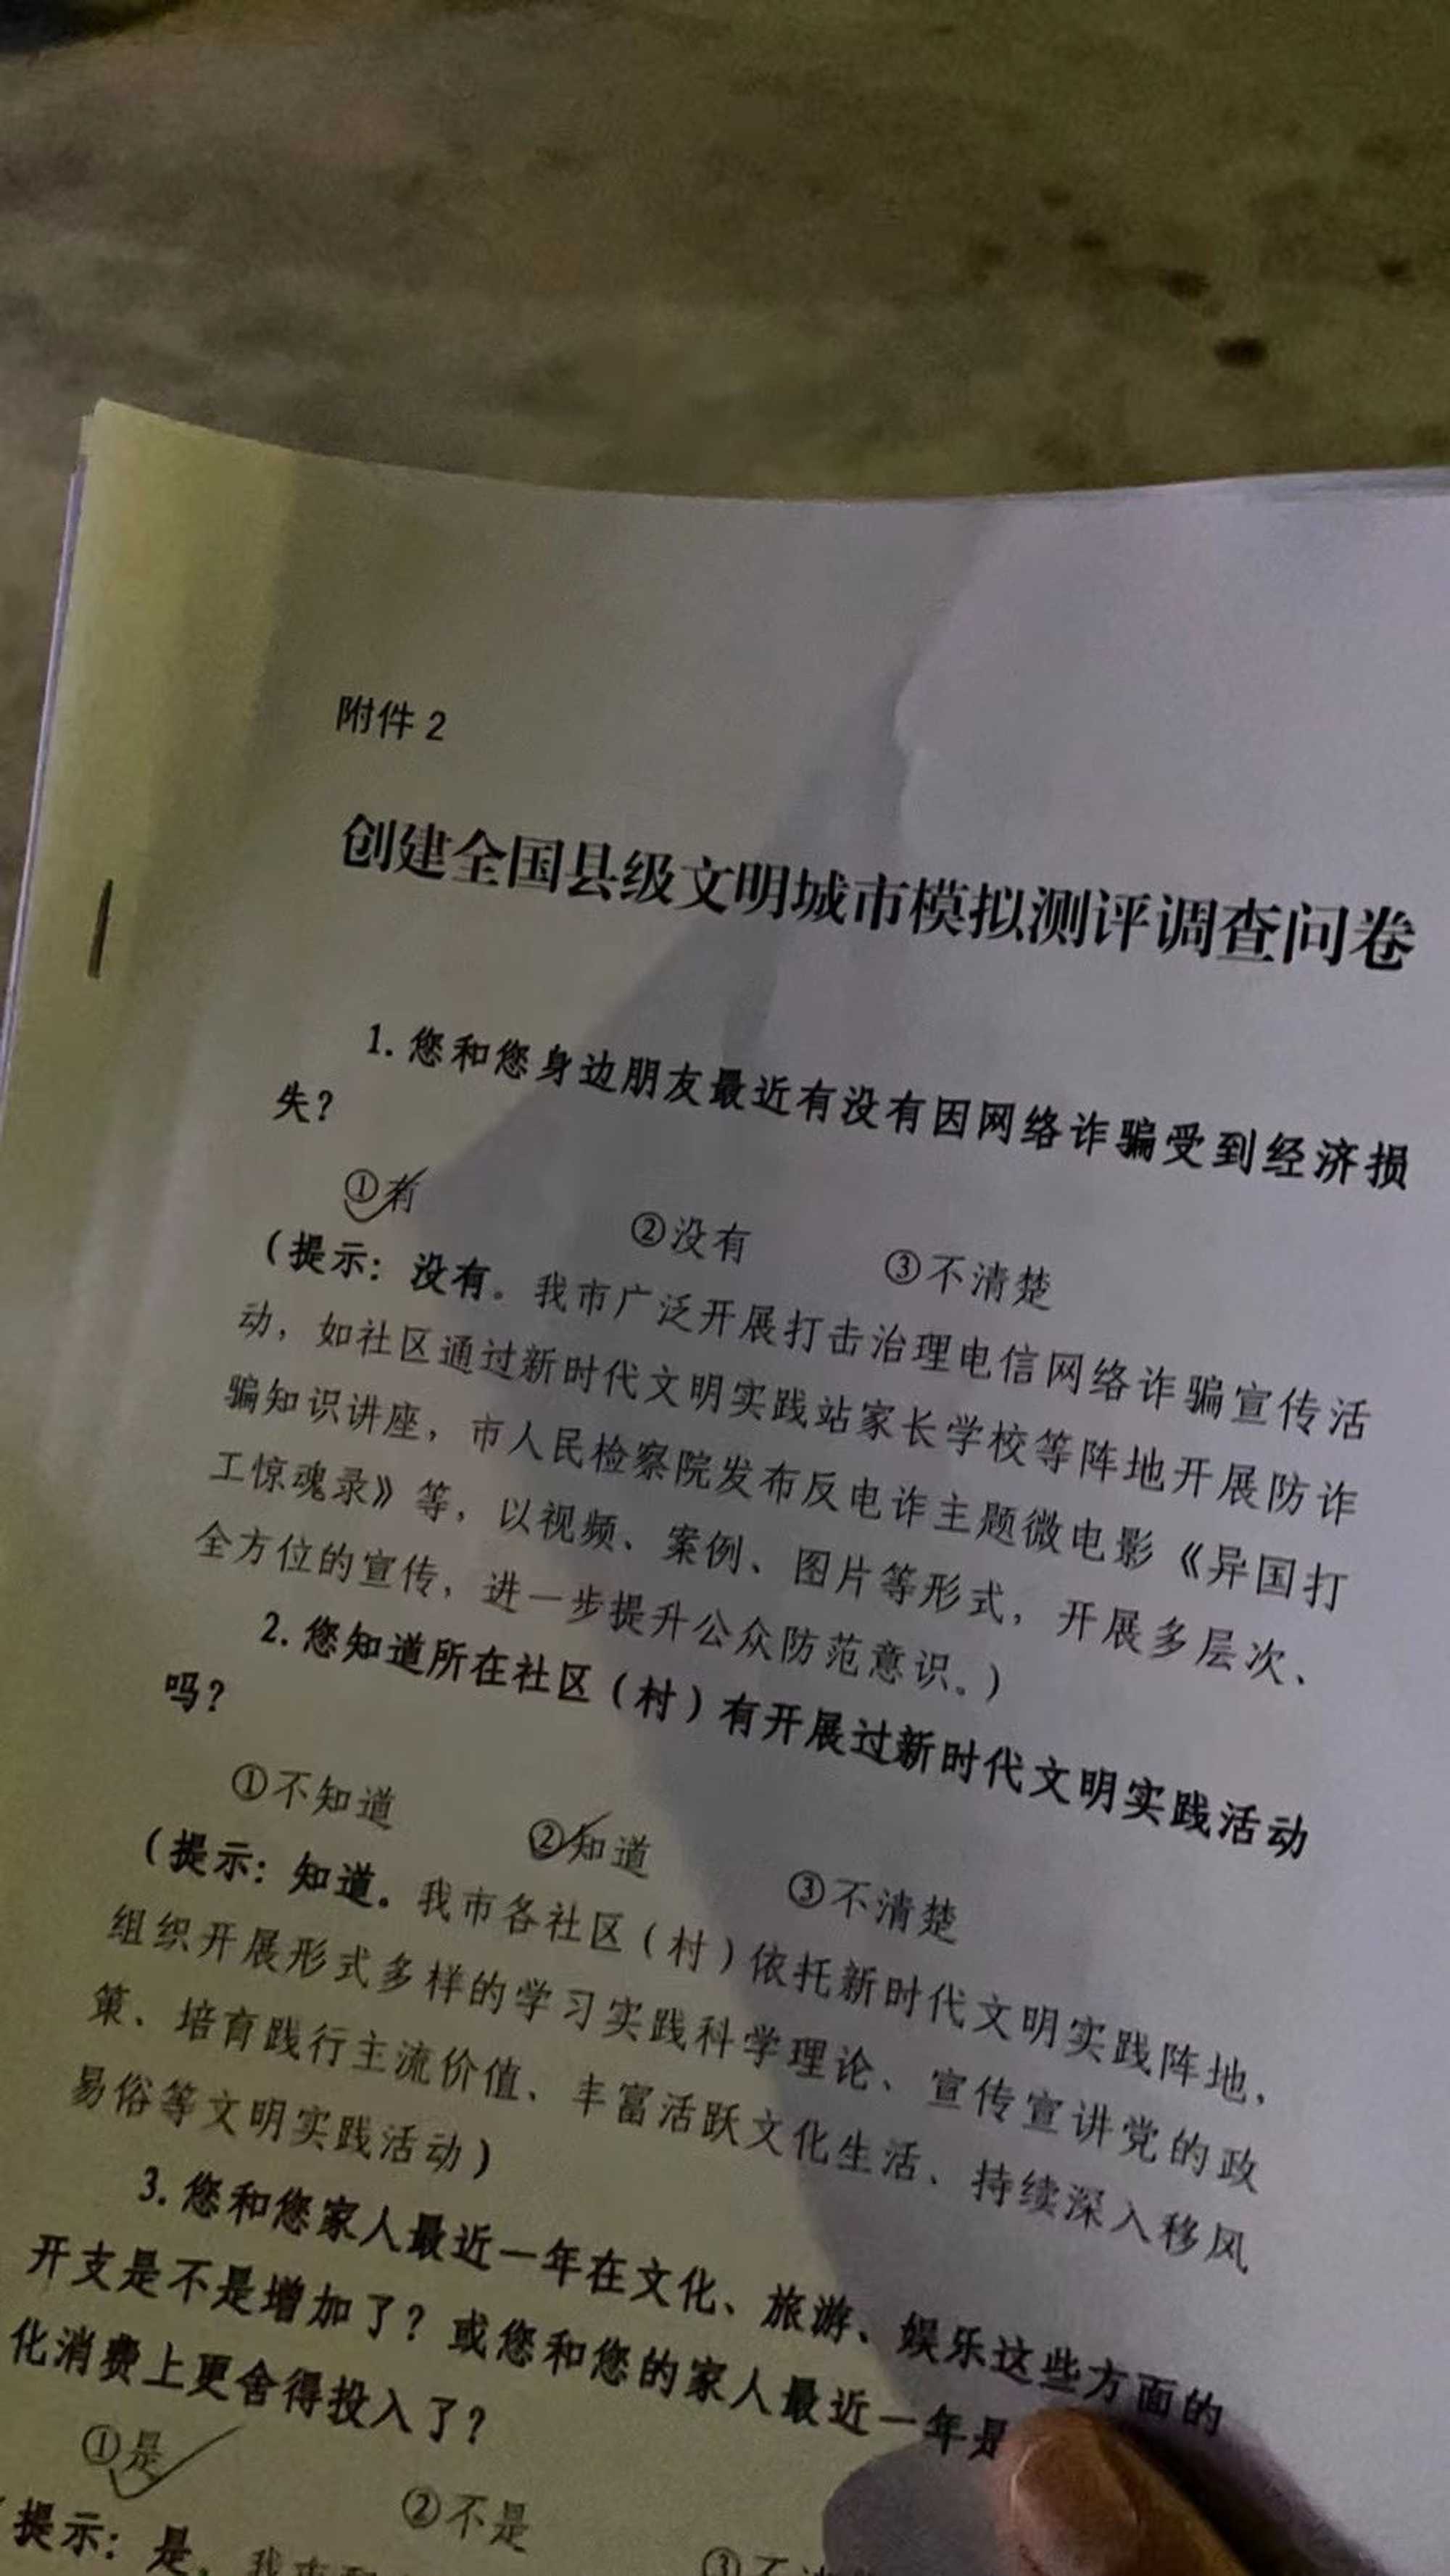 附件2
创建全国县级文明城市模拟测评调查问卷
1.您和您身边朋友最近有没有因网络诈骗受到经济损
失？
①有 ②没有 ③不清楚
（提示：没有。我市广泛开展打击治理电信网络诈骗宣传活
动，如社区通过新时代文明实践站家长学校等阵地开展防诈
骗知识讲座，市人民检察院发布反电诈主题微电影《异国打
工惊魂录》等，以视频、案例、图片等形式，开展多层次、
全方位的宣传，进一步提升公众防范意识。）
2.您知道所在社区（村）有开展过新时代文明实践活动
吗？
①不知道 ②知道 ③不清楚
（提示：知道。我市各社区（村）依托新时代文明实践阵地，
组织开展形式多样的学习实践科学理论、宣传宣讲党的政
策、培育践行主流价值、丰富活跃文化生活、持续深入移风
易俗等文明实践活动）
3.您和您家人最近一年在文化、旅游、娱乐这些方面的
开支是不是增加了？或您和您的家人最近一年是
化消费上更舍得投入了？
①是 ②不是 ③不
提示：是。我市